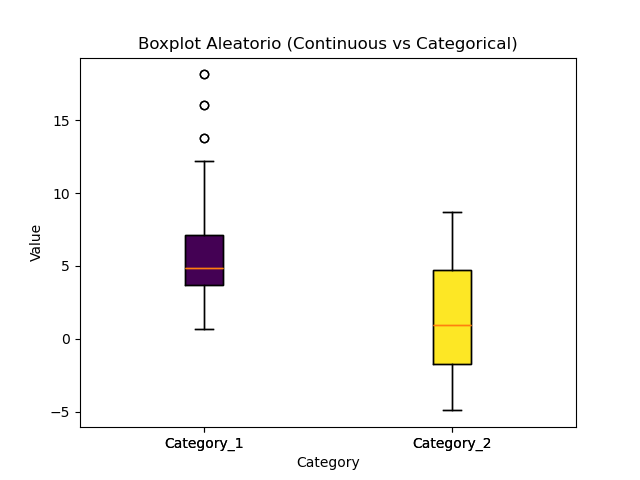 Boxplot Aleatorio (Continuous vs Categorical)
Value
15
10
5
0
−5
Category_1
Category_2
Category